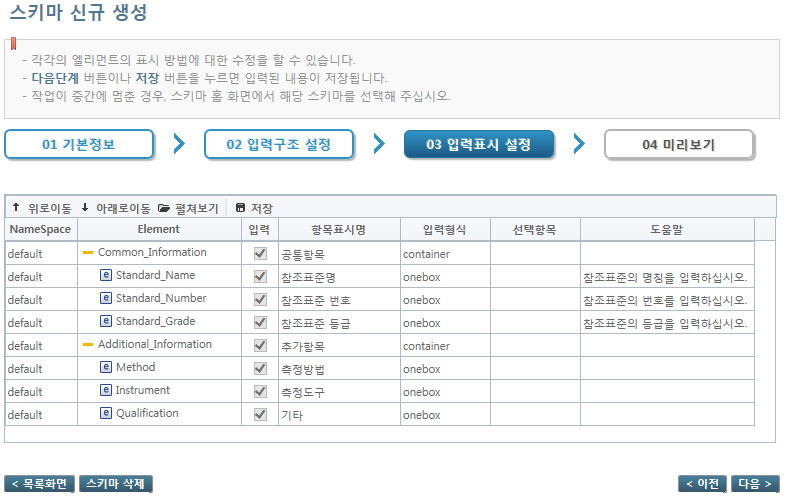 스키마 신규 생성
- 각각의 엘리먼트의 표시 방법에 대한 수정을 할 수 있습니다.
- 다음단계 버튼이나 저장 버튼을 누르면 입력된 내용이 저장됩니다.
- 작업이 중간에 멈춘 경우, 스키마 홈 화면에서 해당 스키마를 선택해 주십시오.
01 기본정보 02 입력구조 설정 03 입력표시 설정 04 미리보기
위로이동 아래로이동 펼쳐보기 저장
NameSpace Element 입력 항목표시명 입력형식 선택항목 도움말
default Common_Information 공통항목 container
default Standard_Name 참조표준명 onebox 참조표준의 명칭을 입력하십시오.
default Standard_Number 참조표준 번호 onebox 참조표준의 번호를 입력하십시오.
default Standard_Grade 참조표준 등급 onebox 참조표준의 등급을 입력하십시오.
default Additional_Information 추가항목 container
default Method 측정방법 onebox
default Instrument 측정도구 onebox
default Qualification 기타 onebox
< 목록화면 스키마 삭제 < 이전 다음 >